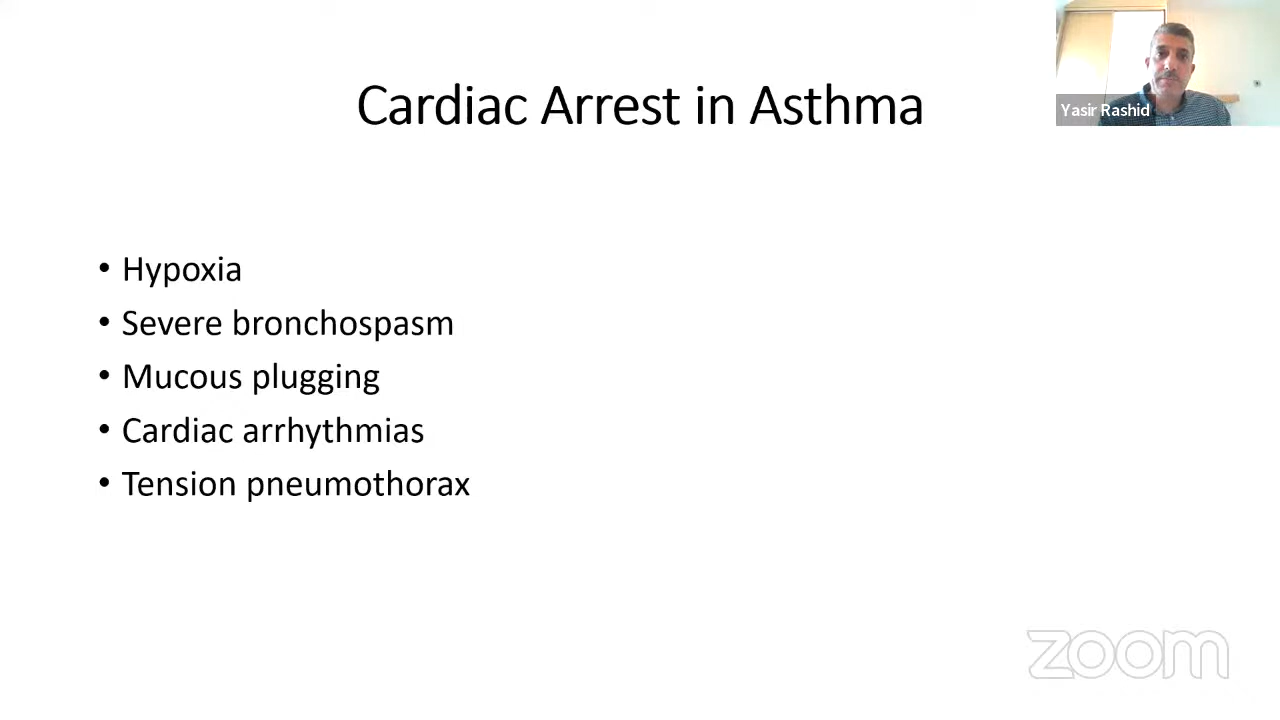 Cardiac Arrest in Asthma
Yasir Rashid
• Hypoxia
• Severe bronchospasm
• Mucous plugging
• Cardiac arrhythmias
• Tension pneumothorax
zoom